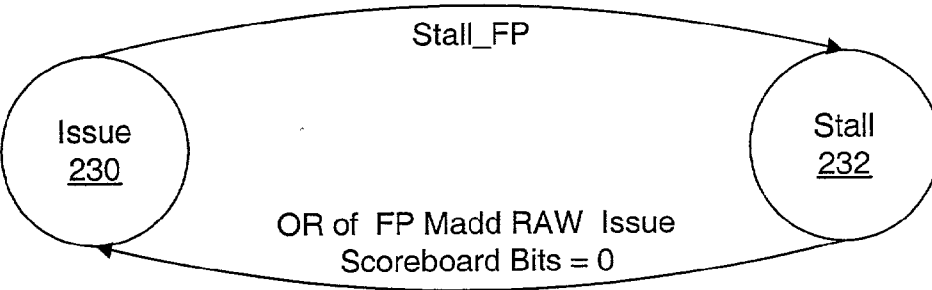 Stall_FP
Issue
230
Stall
232
OR of FP Madd RAW Issue
Scoreboard Bits = 0